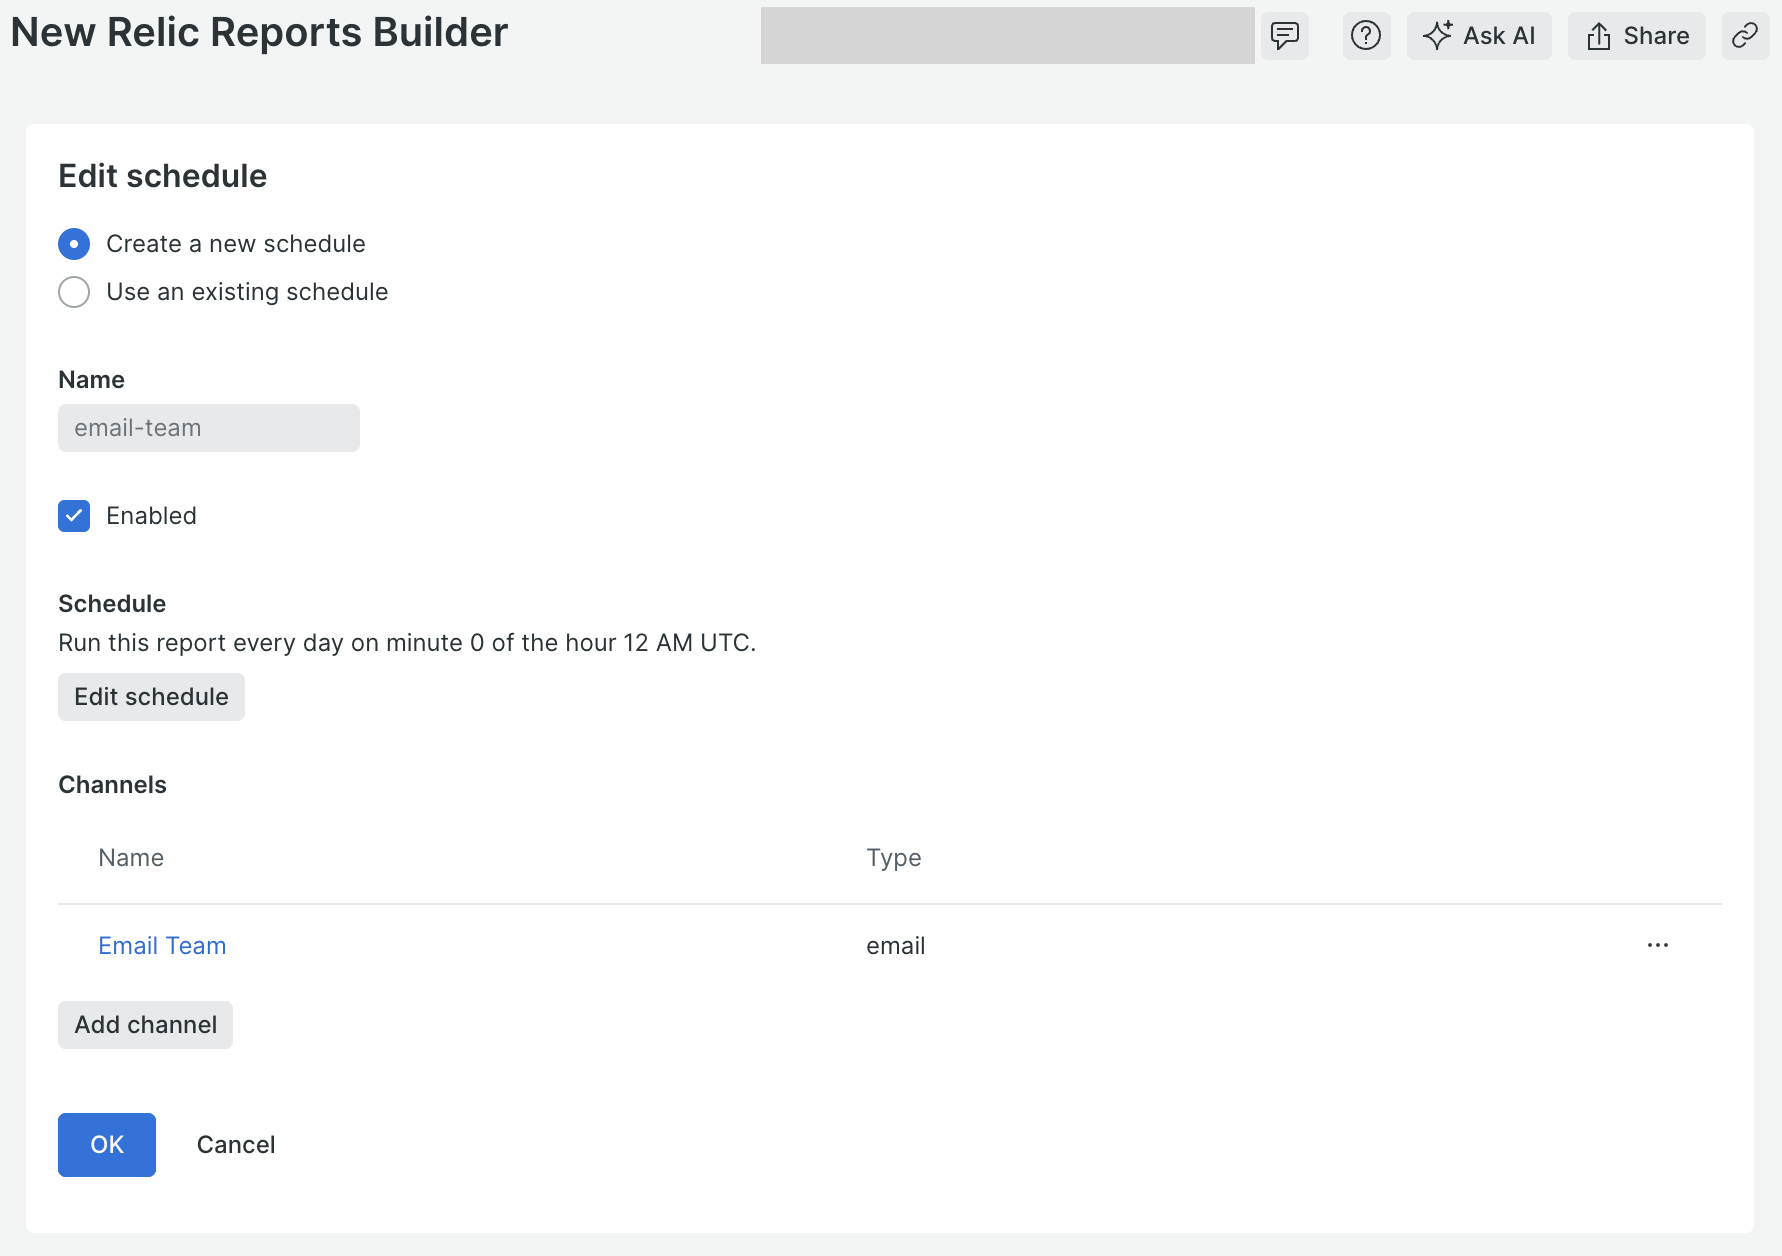 New Relic Reports Builder
Ask AI
Share
Edit schedule
Create a new schedule
Use an existing schedule
Name
email-team
Enabled
Schedule
Run this report every day on minute 0 of the hour 12 AM UTC.
Edit schedule
Channels
Name Type
Email Team email
Add channel
OK Cancel